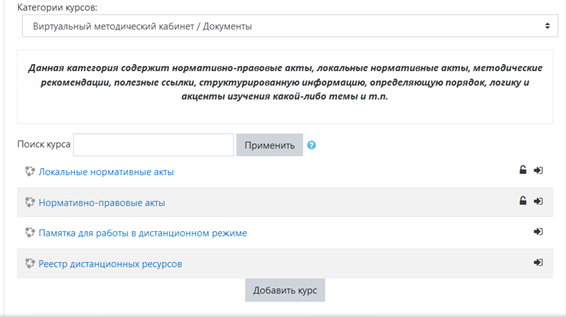 Категории курсов:
Виртуальный методический кабинет / Документы
Данная категория содержит нормативно-правовые акты, локальные нормативные акты, методические
рекомендации, полезные ссылки, структурированную информацию, определяющую порядок, логику и
акценты изучения какой-либо темы и т.п.
Поиск курса
Применить
Локальные нормативные акты
Нормативно-правовые акты
Памятка для работы в дистанционном режиме
Реестр дистанционных ресурсов
Добавить курс